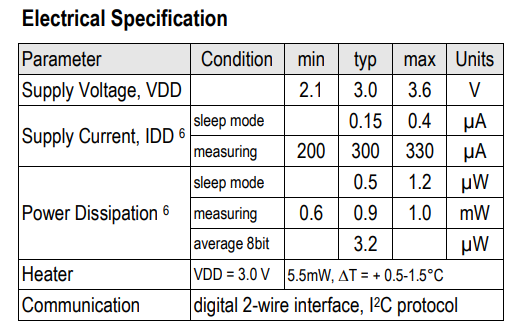 Electrical Specification
Parameter Condition min typ max Units
Supply Voltage, VDD 2.1 3.0 3.6 V
Supply Current, IDD 6 sleep mode 0.15 0.4 µA
measuring 200 300 330 µA
Power Dissipation 6 sleep mode 0.5 1.2 µW
measuring 0.6 0.9 1.0 mW
average 8bit 3.2 µW
Heater VDD = 3.0 V 5.5mW, ΔT = + 0.5-1.5°C
Communication digital 2-wire interface, I²C protocol